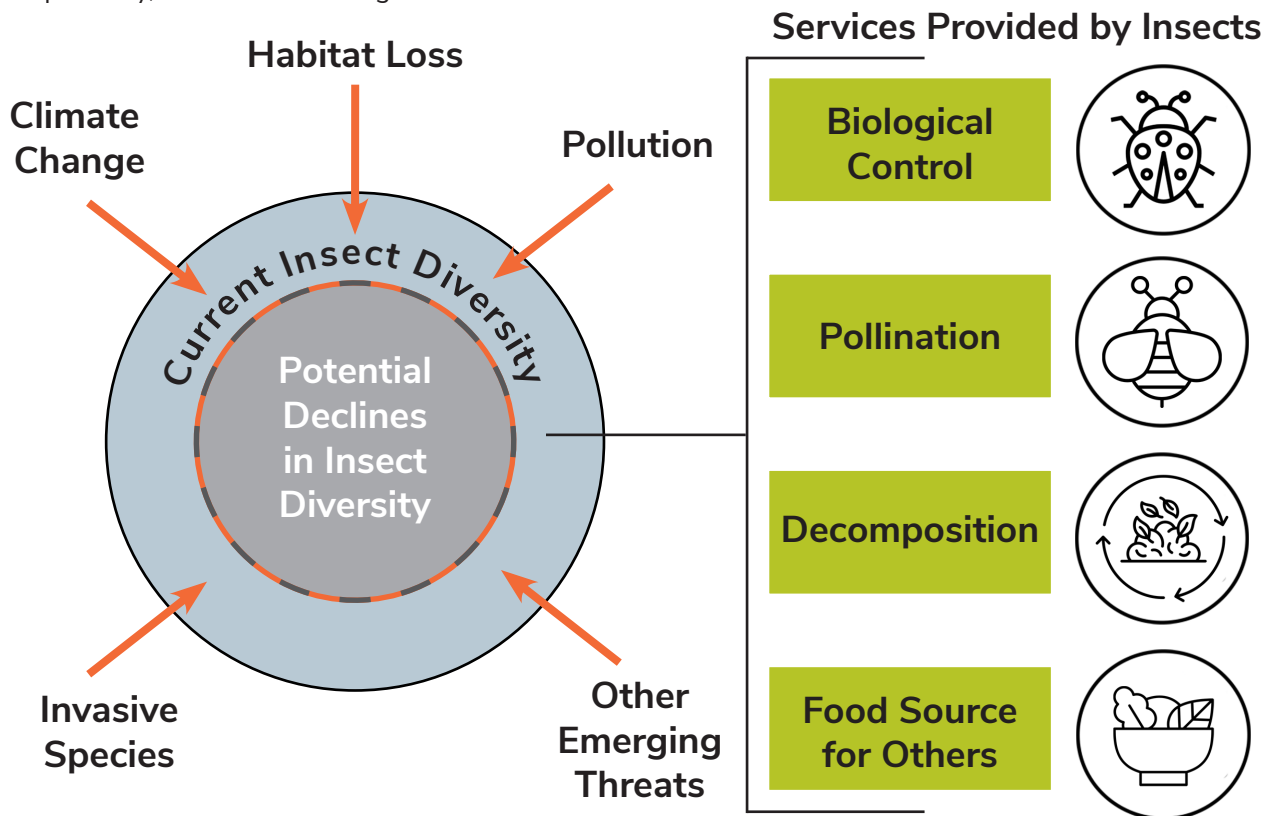 Services Provided by Insects
Habitat Loss
Climate
Change
Pollution
Current Insect Diversity
Potential
Declines
in Insect
Diversity
Invasive
Species
Other
Emerging
Threats
Biological
Control
Pollination
Decomposition
Food Source
for Others